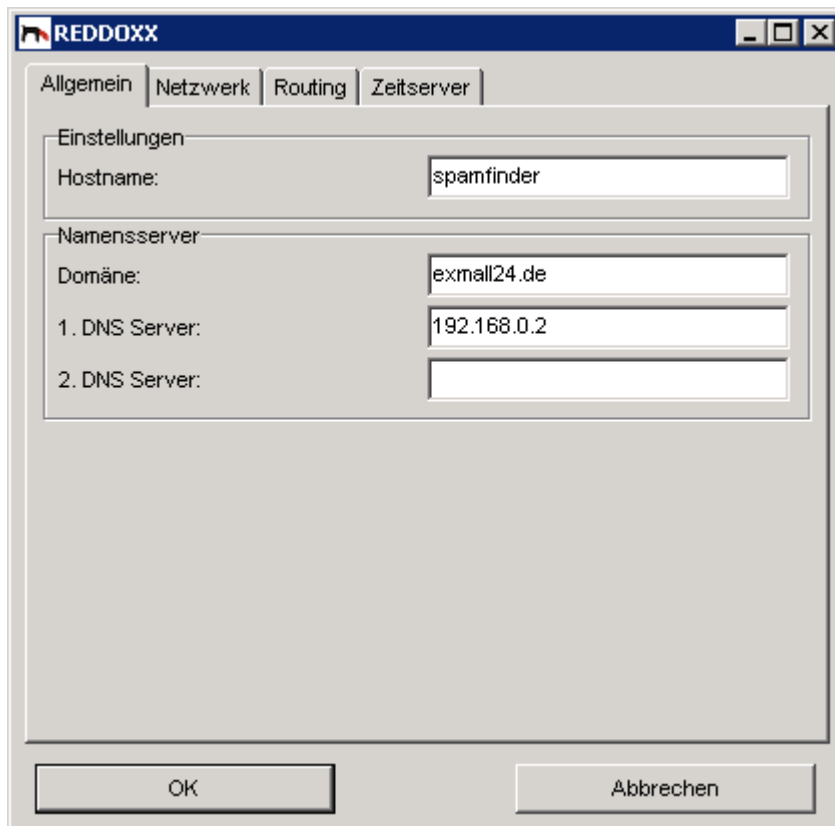 REDDOXX
Allgemein Netzwerk Routing Zeitserver
Einstellungen
Hostname: spamfinder
Namensserver
Domäne: exmall24.de
1. DNS Server: 192.168.0.2
2. DNS Server:
OK Abbrechen